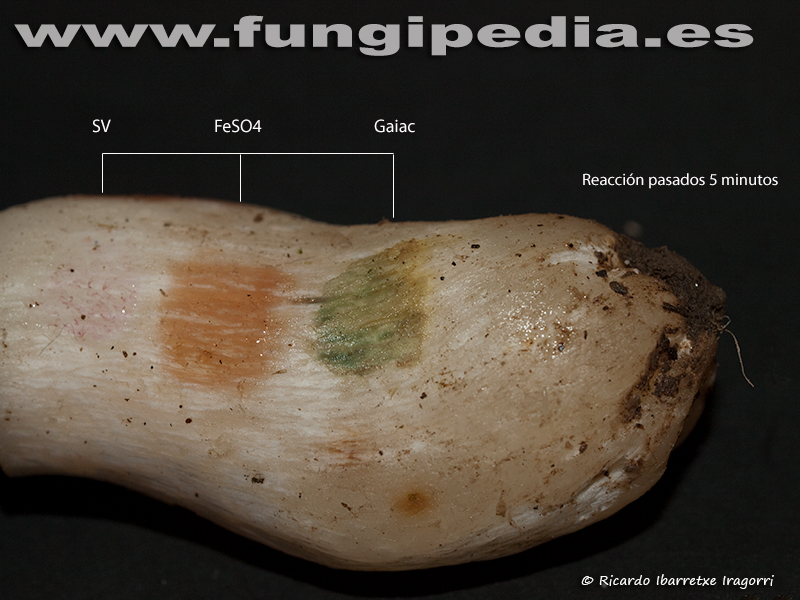 www.fungipedia.es
SV FeSO4 Gaiac
Reacción pasados 5 minutos
© Ricardo Ibarretxe Iragorri